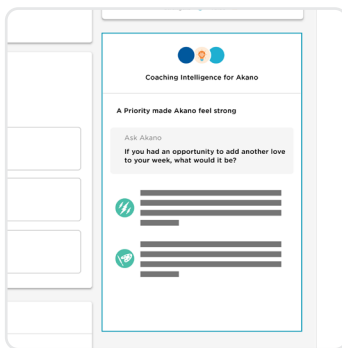 Coaching Intelligence for Akano
A Priority made Akano feel strong
Ask Akano
If you had an opportunity to add another love
to your week, what would it be?